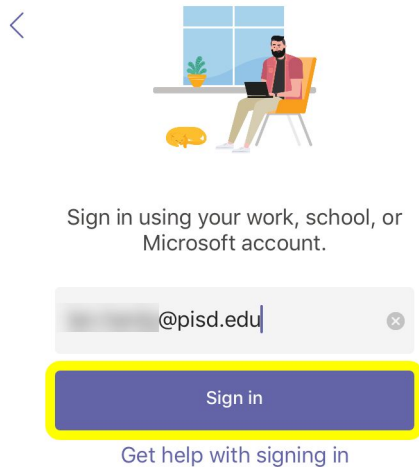 Sign in using your work, school, or
Microsoft account.
@pisd.edu
Sign in
Get help with signing in